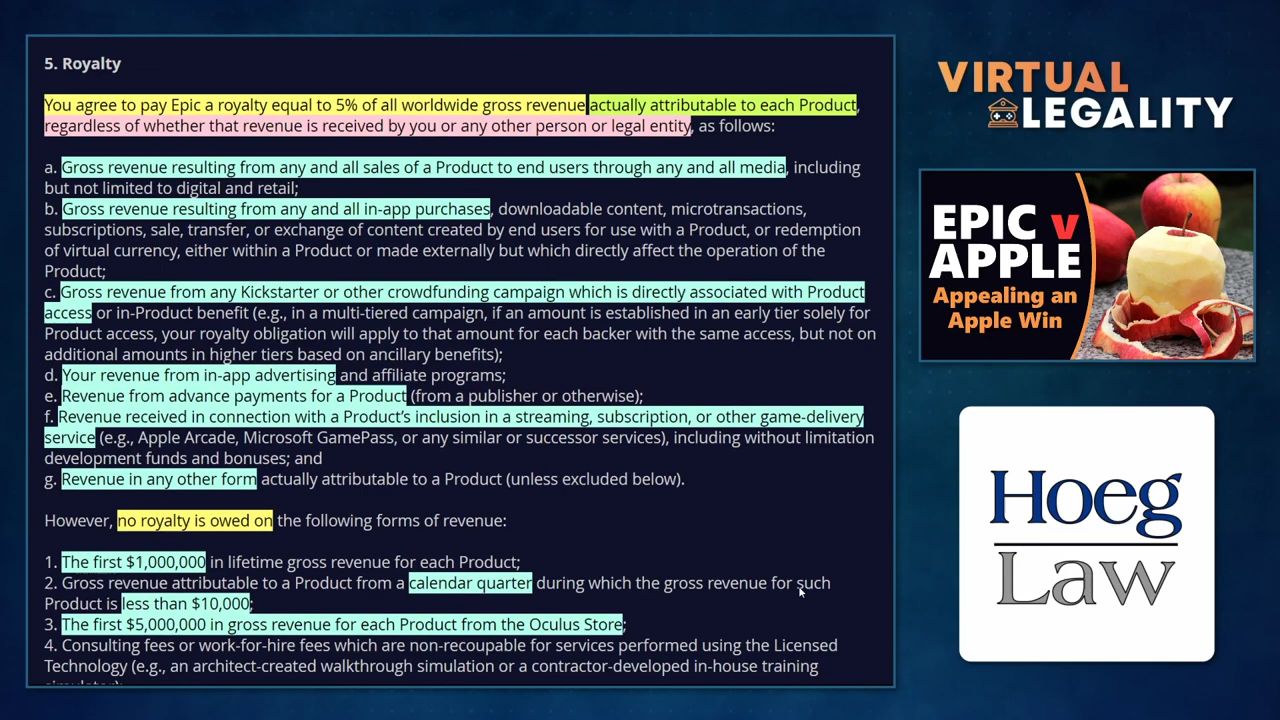 5. Royalty
You agree to pay Epic a royalty equal to 5% of all worldwide gross revenue actually attributable to each Product,
regardless of whether that revenue is received by you or any other person or legal entity, as follows:
a. Gross revenue resulting from any and all sales of a Product to end users through any and all media, including
but not limited to digital and retail;
b. Gross revenue resulting from any and all in-app purchases, downloadable content, microtransactions,
subscriptions, sale, transfer, or exchange of content created by end users for use with a Product, or redemption
of virtual currency, either within a Product or made externally but which directly affect the operation of the
Product;
c. Gross revenue from any Kickstarter or other crowdfunding campaign which is directly associated with Product
access or in-Product benefit (e.g., in a multi-tiered campaign, if an amount is established in an early tier solely for
Product access, your royalty obligation will apply to that amount for each backer with the same access, but not on
additional amounts in higher tiers based on ancillary benefits);
d. Your revenue from in-app advertising and affiliate programs;
e. Revenue from advance payments for a Product (from a publisher or otherwise);
f. Revenue received in connection with a Product's inclusion in a streaming, subscription, or other game-delivery
service (e.g., Apple Arcade, Microsoft GamePass, or any similar or successor services), including without limitation
development funds and bonuses; and
g. Revenue in any other form actually attributable to a Product (unless excluded below).
However, no royalty is owed on the following forms of revenue:
1. The first $1,000,000 in lifetime gross revenue for each Product;
2. Gross revenue attributable to a Product from a calendar quarter during which the gross revenue for such
Product is less than $10,000;
3. The first $5,000,000 in gross revenue for each Product from the Oculus Store;
4. Consulting fees or work-for-hire fees which are non-recoupable for services performed using the Licensed
Technology (e.g., an architect-created walkthrough simulation or a contractor-developed in-house training
VIRTUAL
LEGALITY
EPIC v
APPLE
Appealing an
Apple Win
Hoeg
Law